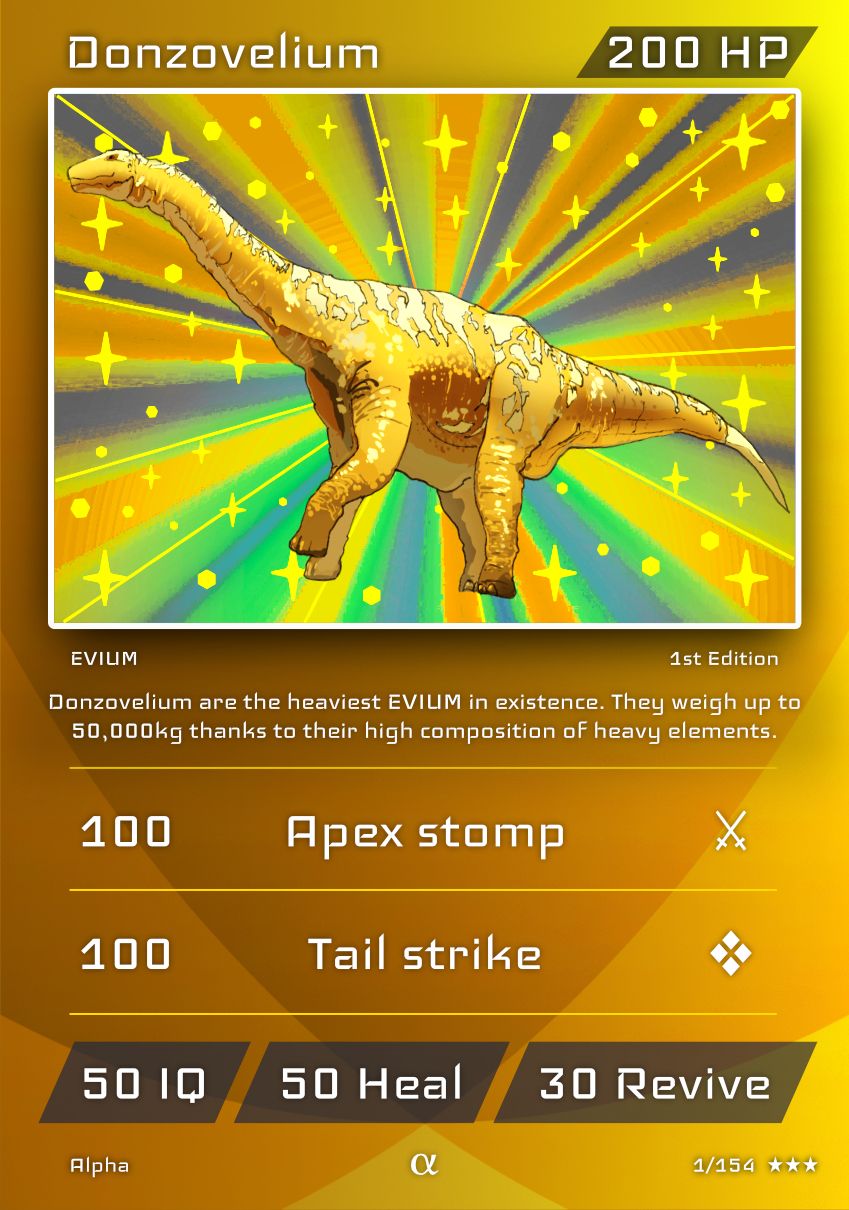 Donzovelium
200 HP
EVIUM
1st Edition
Donzovelium are the heaviest EVIUM in existence. They weigh up to
50,000kg thanks to their high composition of heavy elements.
100 Apex stomp
100 Tail strike
50 IQ 50 Heal 30 Revive
Alpha α 1/154 ★★★